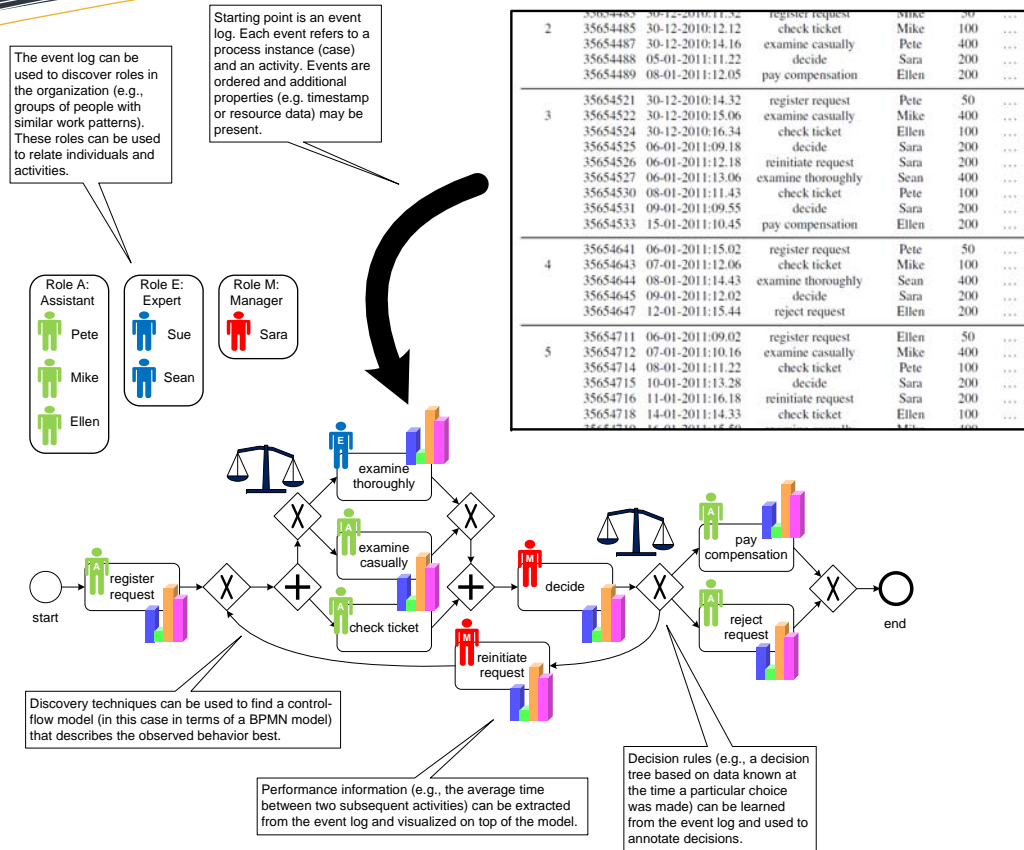 The event log can be
used to discover roles in
the organization (e.g.,
groups of people with
similar work patterns).
These roles can be used
to relate individuals and
activities.
Starting point is an event
log. Each event refers to a
process instance (case)
and an activity. Events are
ordered and additional
properties (e.g. timestamp
or resource data) may be
present.
35654483 30-12-2010:11.32 register request Mike 50 ...
2 35654485 30-12-2010:12.12 check ticket Mike 100 ...
35654487 30-12-2010:14.16 examine casually Pete 400 ...
35654488 05-01-2011:11.22 decide Sara 200 ...
35654489 08-01-2011:12.05 pay compensation Ellen 200 ...
35654521 30-12-2010:14.32 register request Pete 50 ...
3 35654522 30-12-2010:15.06 examine casually Mike 400 ...
35654524 30-12-2010:16.34 check ticket Ellen 100 ...
35654525 06-01-2011:09.18 decide Sara 200 ...
35654526 06-01-2011:12.18 reinitiate request Sara 200 ...
35654527 06-01-2011:13.06 examine thoroughly Sean 400 ...
35654530 08-01-2011:11.43 check ticket Pete 100 ...
35654531 09-01-2011:09.55 decide Sara 200 ...
35654533 15-01-2011:10.45 pay compensation Ellen 200 ...
35654641 06-01-2011:15.02 register request Pete 50 ...
4 35654643 07-01-2011:12.06 check ticket Mike 100 ...
35654644 08-01-2011:14.43 examine thoroughly Sean 400 ...
35654645 09-01-2011:12.02 decide Sara 200 ...
35654647 12-01-2011:15.44 reject request Ellen 200 ...
35654711 06-01-2011:09.02 register request Ellen 50 ...
5 35654712 07-01-2011:10.16 examine casually Mike 400 ...
35654714 08-01-2011:11.22 check ticket Pete 100 ...
35654715 10-01-2011:13.28 decide Sara 200 ...
35654716 11-01-2011:16.18 reinitiate request Sara 200 ...
35654718 14-01-2011:14.33 check ticket Ellen 100 ...
Role A:
Assistant
Pete
Mike
Ellen
Role E:
Expert
Sue
Sean
Role M:
Manager
Sara
start
A
register
request
E
examine
thoroughly
A
examine
casually
A
check ticket
M
decide
M
reinitiate
request
A
pay
compensation
A
reject
request
end
Discovery techniques can be used to find a control-
flow model (in this case in terms of a BPMN model)
that describes the observed behavior best.
Performance information (e.g., the average time
between two subsequent activities) can be extracted
from the event log and visualized on top of the model.
Decision rules (e.g., a decision
tree based on data known at
the time a particular choice
was made) can be learned
from the event log and used to
annotate decisions.